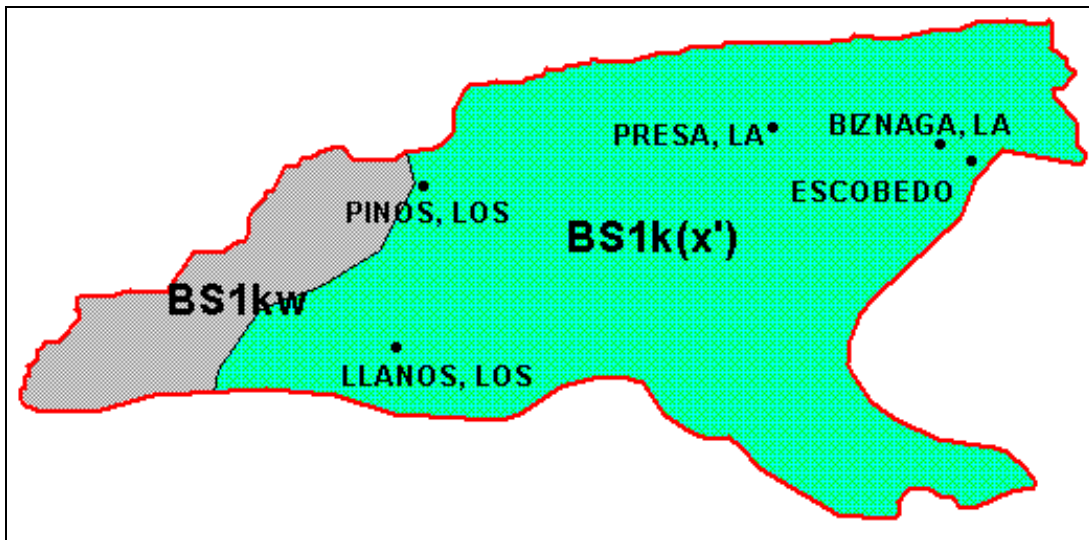 PRESA, LA
BIZNAGA, LA
ESCOBEDO
PINOS, LOS
BS1k(x')
BS1kw
LLANOS, LOS